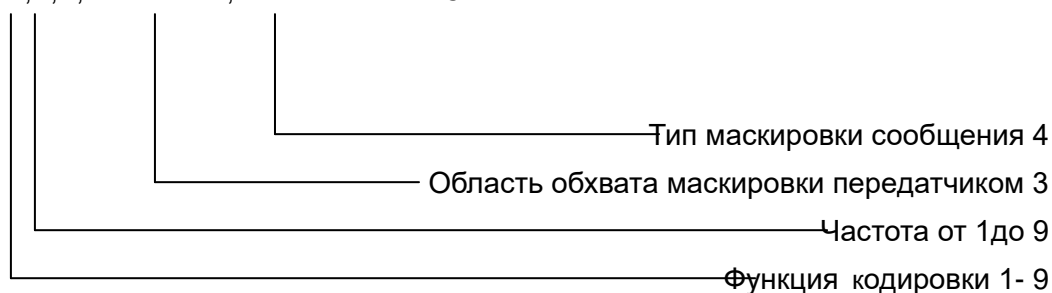 Тип маскировки сообщения 4
Область обхвата маскировки передатчиком 3
Частота от 1до 9
Функция кодировки 1- 9